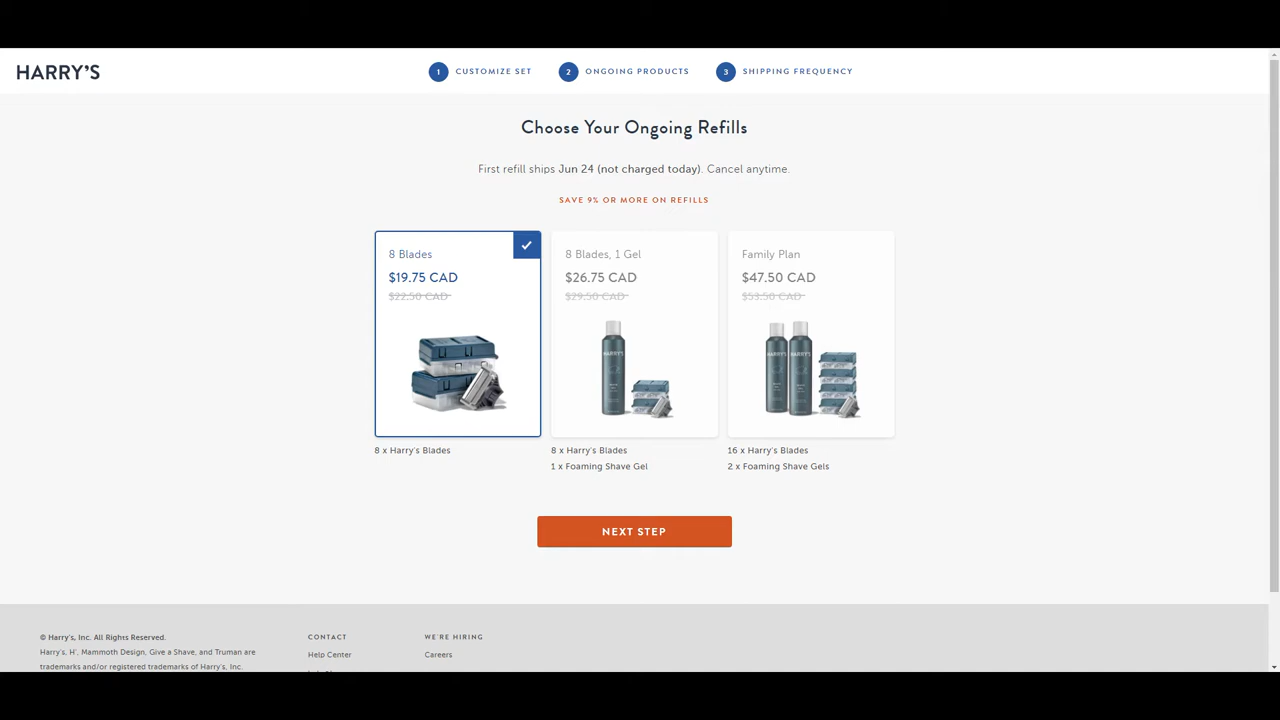 HARRY'S
1 CUSTOMIZE SET
2 ONGOING PRODUCTS
3 SHIPPING FREQUENCY
Choose Your Ongoing Refills
First refill ships Jun 24 (not charged today). Cancel anytime.
SAVE 9% OR MORE ON REFILLS
8 Blades
$19.75 CAD
$22.50 CAD
8 x Harry's Blades
8 Blades, 1 Gel
$26.75 CAD
$29.50 CAD
HARRY'S
8 x Harry's Blades
1 x Foaming Shave Gel
Family Plan
$47.50 CAD
$53.50 CAD
HARRY'S
HARRY'S
16 x Harry's Blades
2 x Foaming Shave Gels
NEXT STEP
© Harry's, Inc. All Rights Reserved.
Harry's, H', Mammoth Design, Give a Shave, and Truman are
trademarks and/or registered trademarks of Harry's, Inc.
CONTACT
Help Center
WE'RE HIRING
Careers